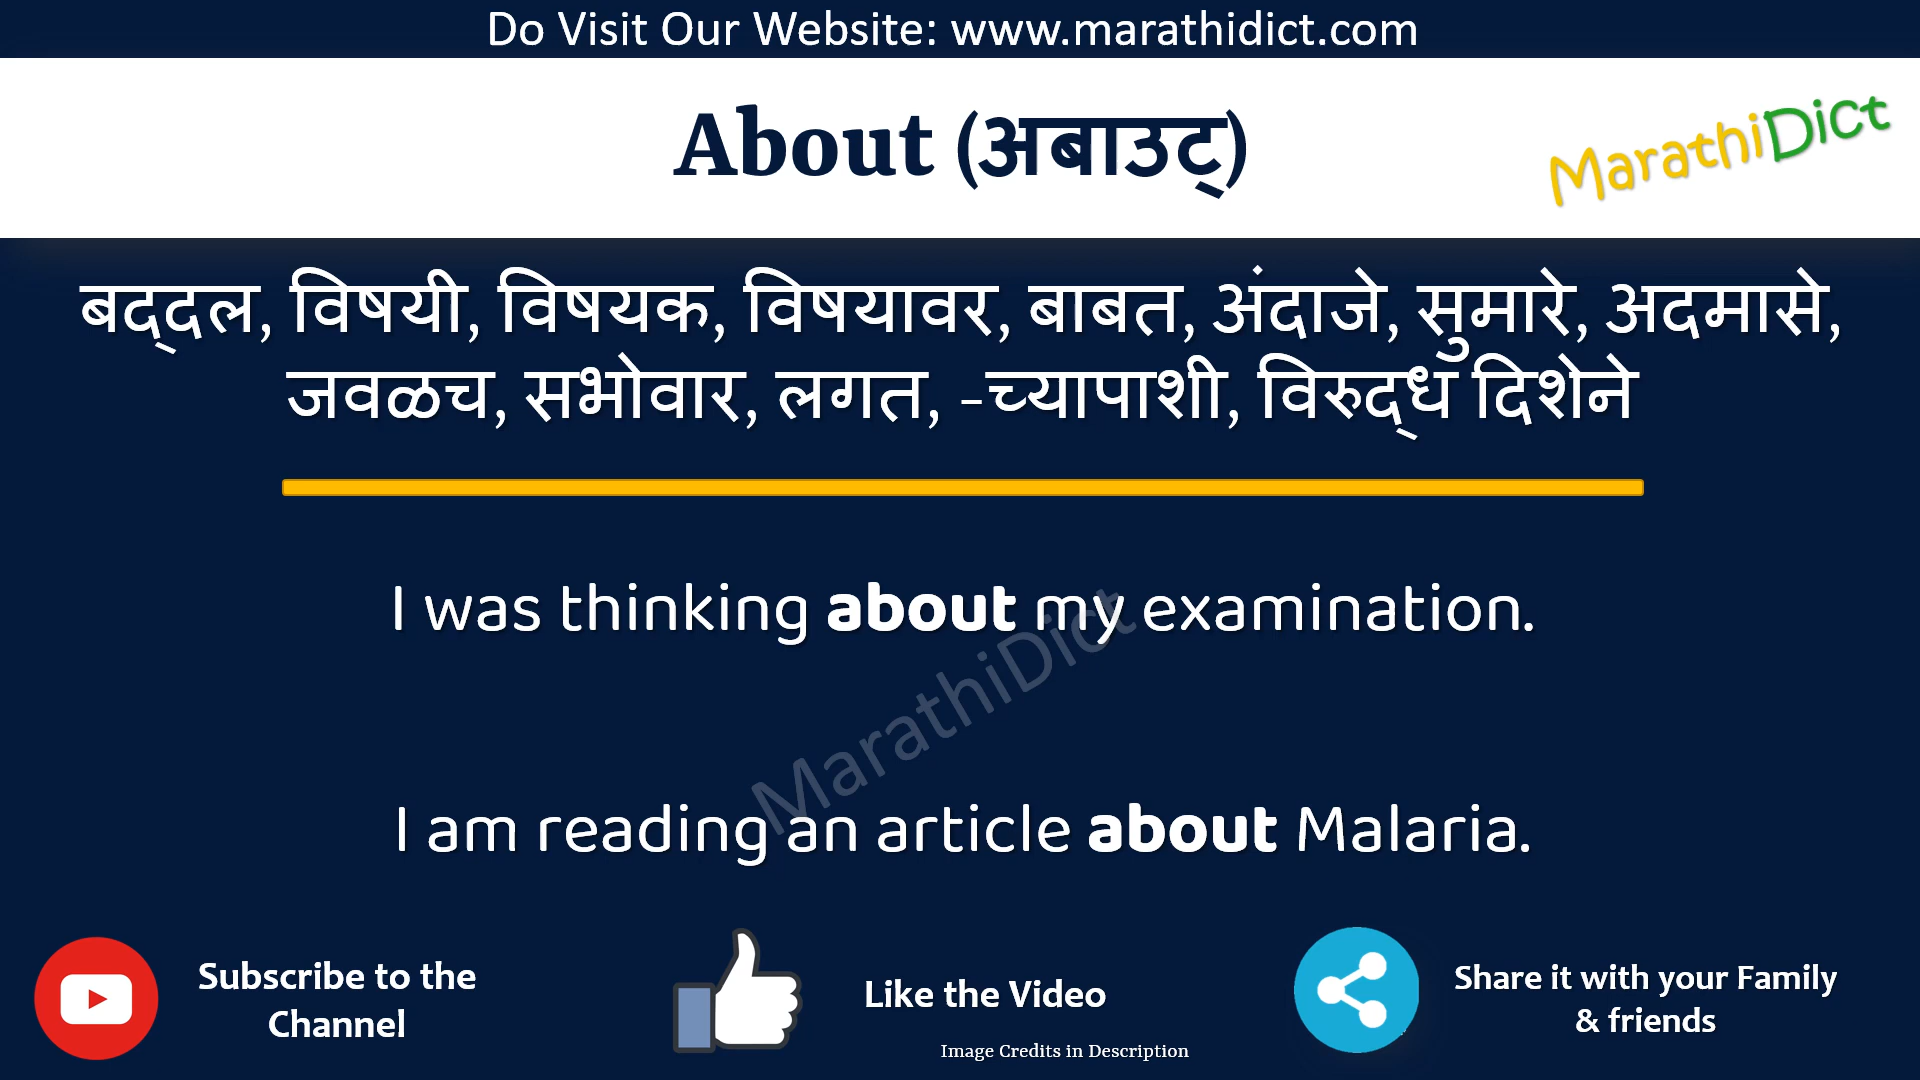 Do Visit Our Website: www.marathidict.com
About (अबाउट्)
MarathiDict
बद्‌दल, विषयी, विषयक, विषयावर, बाबत, अंदाजे, सुमारे, अदमासे,
जवळच, सभोवार, लगत, -च्यापाशी, विरुद्‌ध दिशेने
I was thinking about my examination.
MarathiDict
I am reading an article about Malaria.
Subscribe to the
Channel
Like the Video
Share it with your Family
& friends
Image Credits in Description